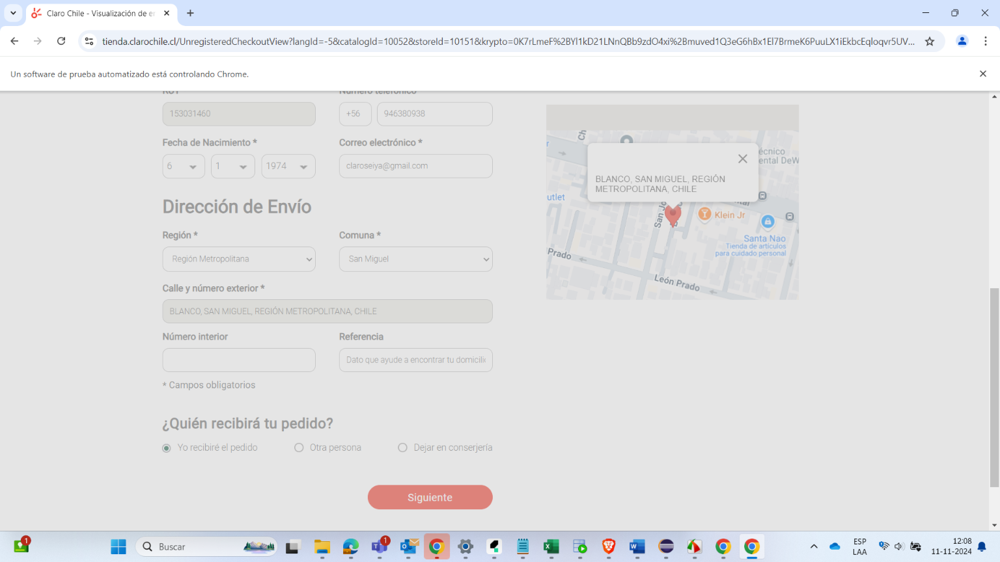 Claro Chile - Visualización de
tienda.clarochile.cl/UnregisteredCheckoutView?langId=-5&catalogId=10052&storeId=10151&krypto=0K7rLmeF%2BYl1kD21LNnQBb9zdO4xi%2Bmuved1Q3eG6hBx1El7BrmeK6PuuLX1iEkbcEqloqvr5UV...
Un software de prueba automatizado está controlando Chrome.
RUT
Número telefónico
153031460
+56
946380938
Fecha de Nacimiento *
Correo electrónico *
6
1
1974
claroseiya@gmail.com
Dirección de Envío
Región *
Comuna *
Región Metropolitana
San Miguel
Calle y número exterior *
BLANCO, SAN MIGUEL, REGIÓN METROPOLITANA, CHILE
Número interior
Referencia
Dato que ayude a encontrar tu domicili
* Campos obligatorios
¿Quién recibirá tu pedido?
Yo recibiré el pedido
Otra persona
Dejar en conserjería
Siguiente
BLANCO, SAN MIGUEL, REGIÓN
METROPOLITANA, CHILE
écnico
ental DeW
utlet
Klein Jr
Santa Nao
Tienda de artículos
para cuidado personal
Prado
León Prado
1
Buscar
1
ESP
LAA
12:08
11-11-2024